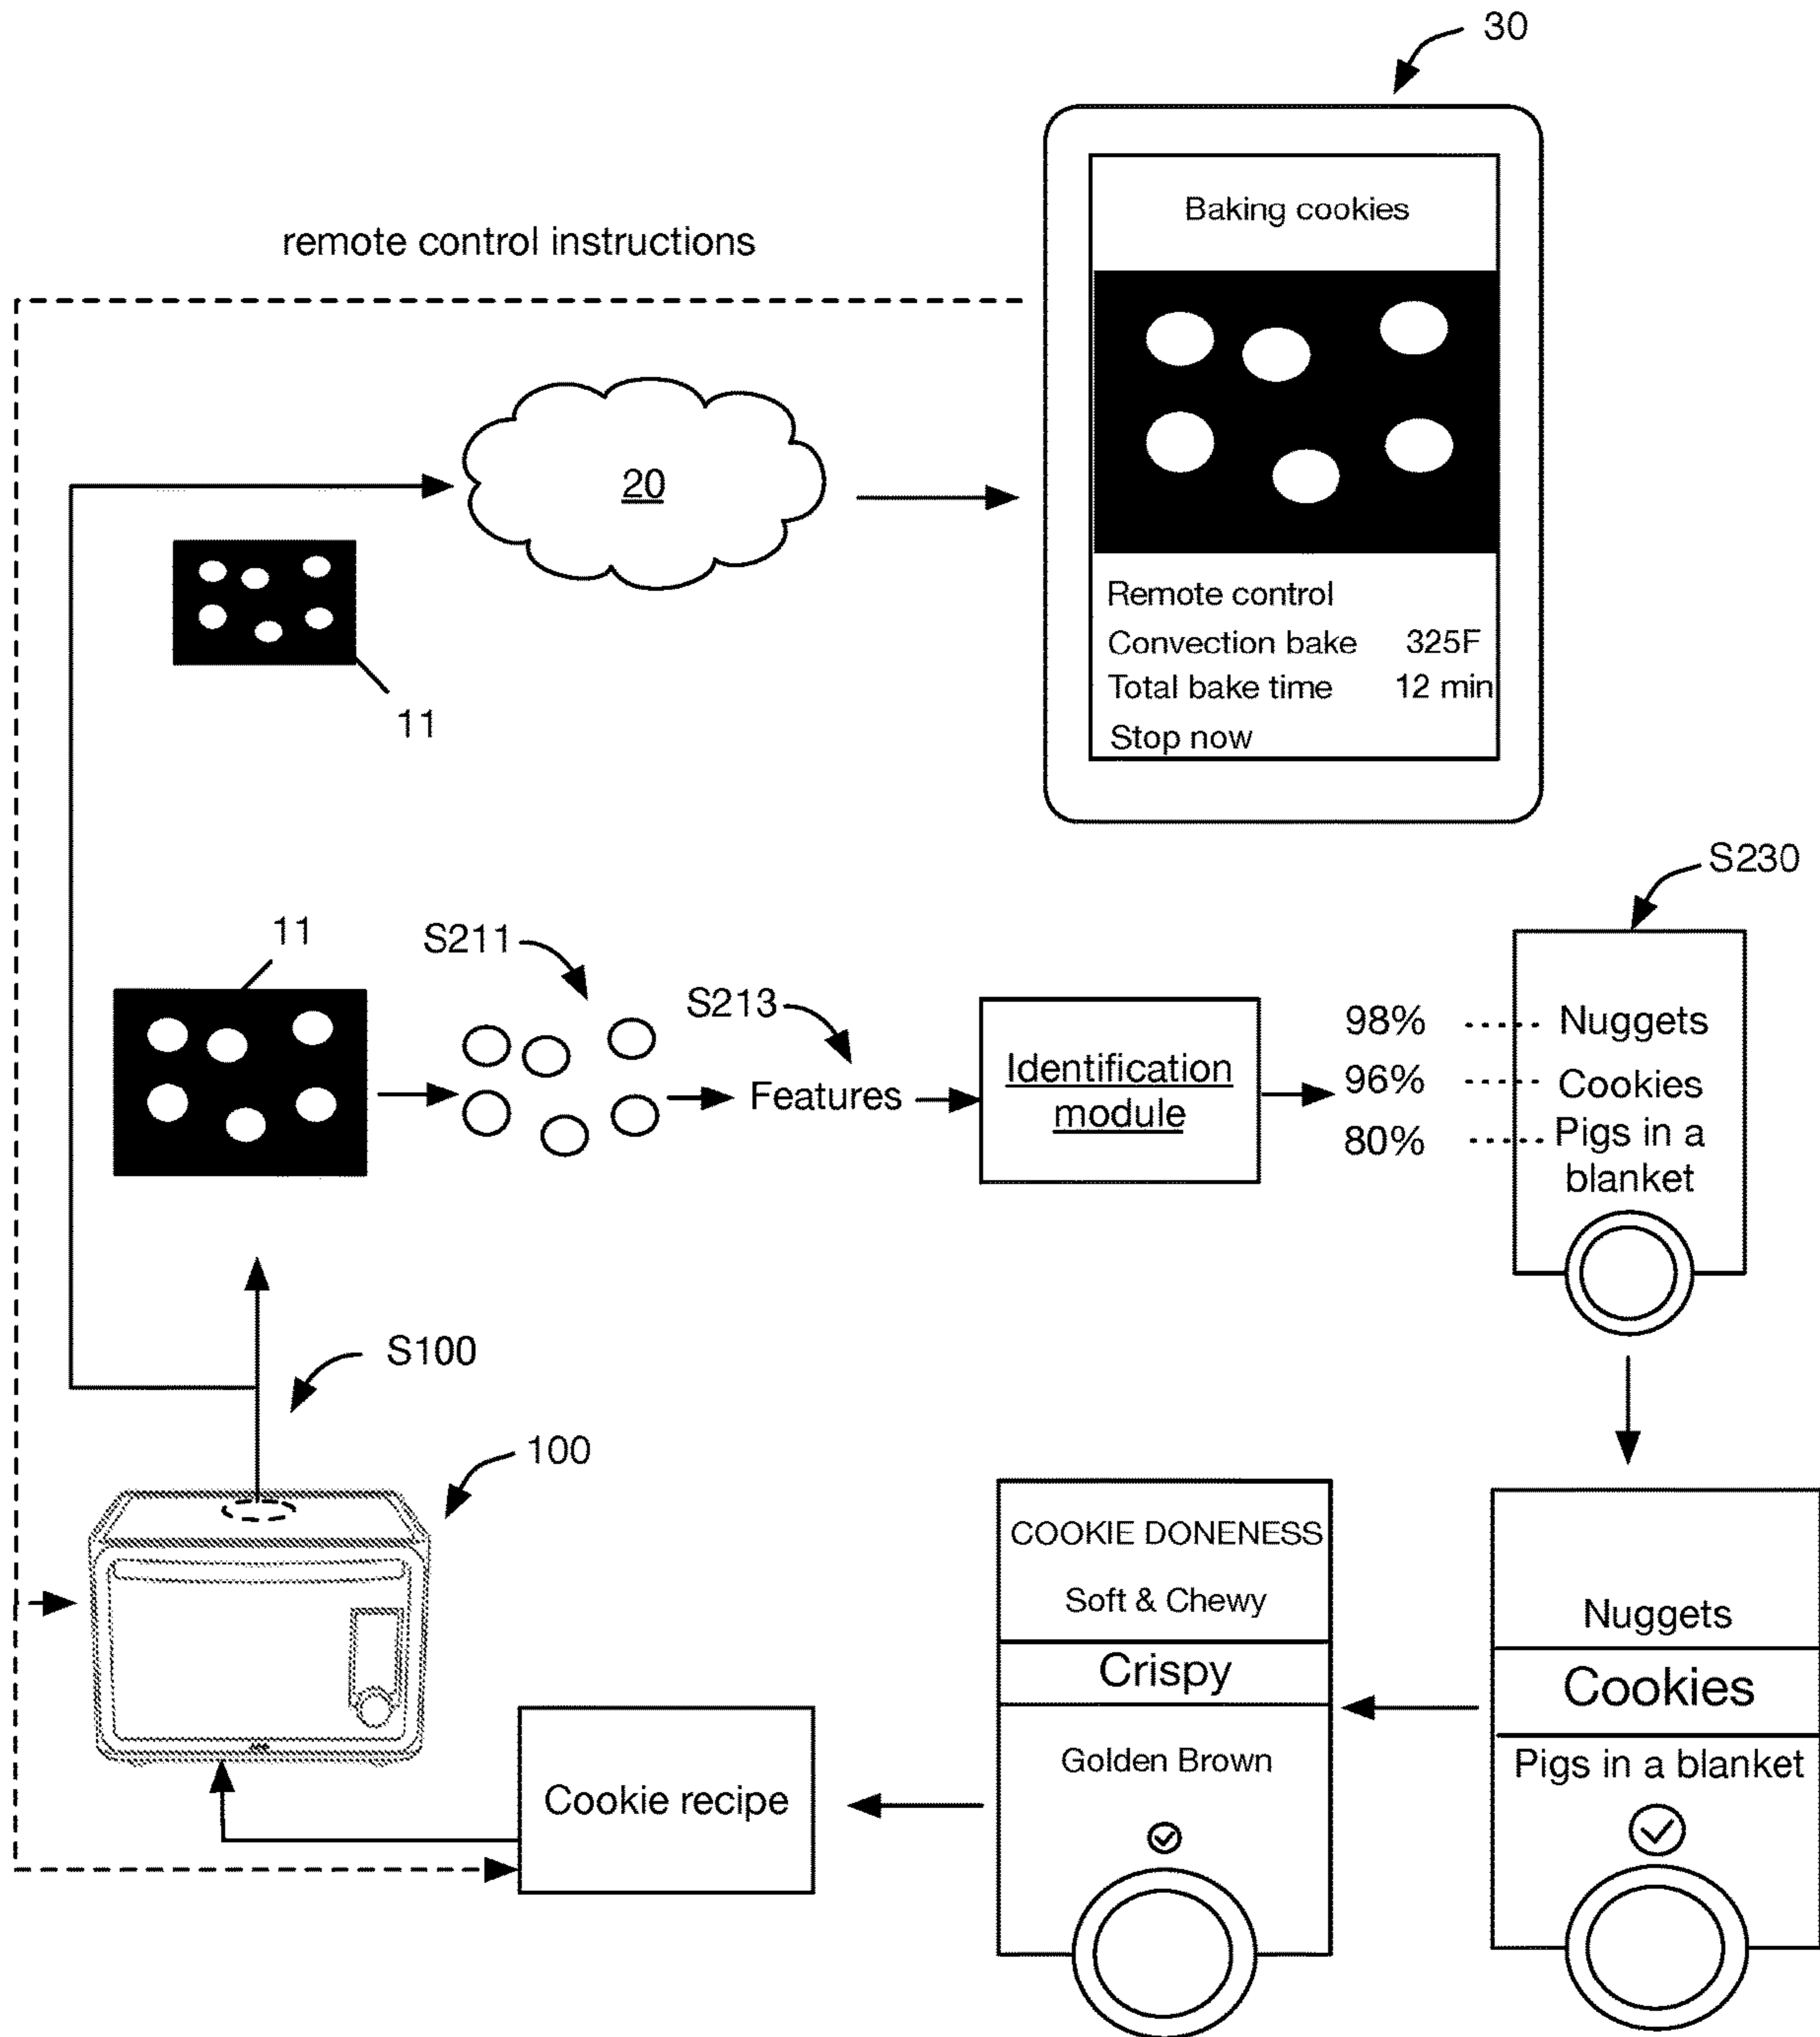 30
Baking cookies
remote control instructions
20
11
Remote control
Convection bake 325F
Total bake time 12 min
Stop now
S230
11
S211
S213
98% Nuggets
96% Cookies
80% Pigs in a
blanket
Features
Identification
module
S100
100
COOKIE DONENESS
Soft & Chewy
Crispy
Golden Brown
Nuggets
Cookies
Pigs in a blanket
Cookie recipe